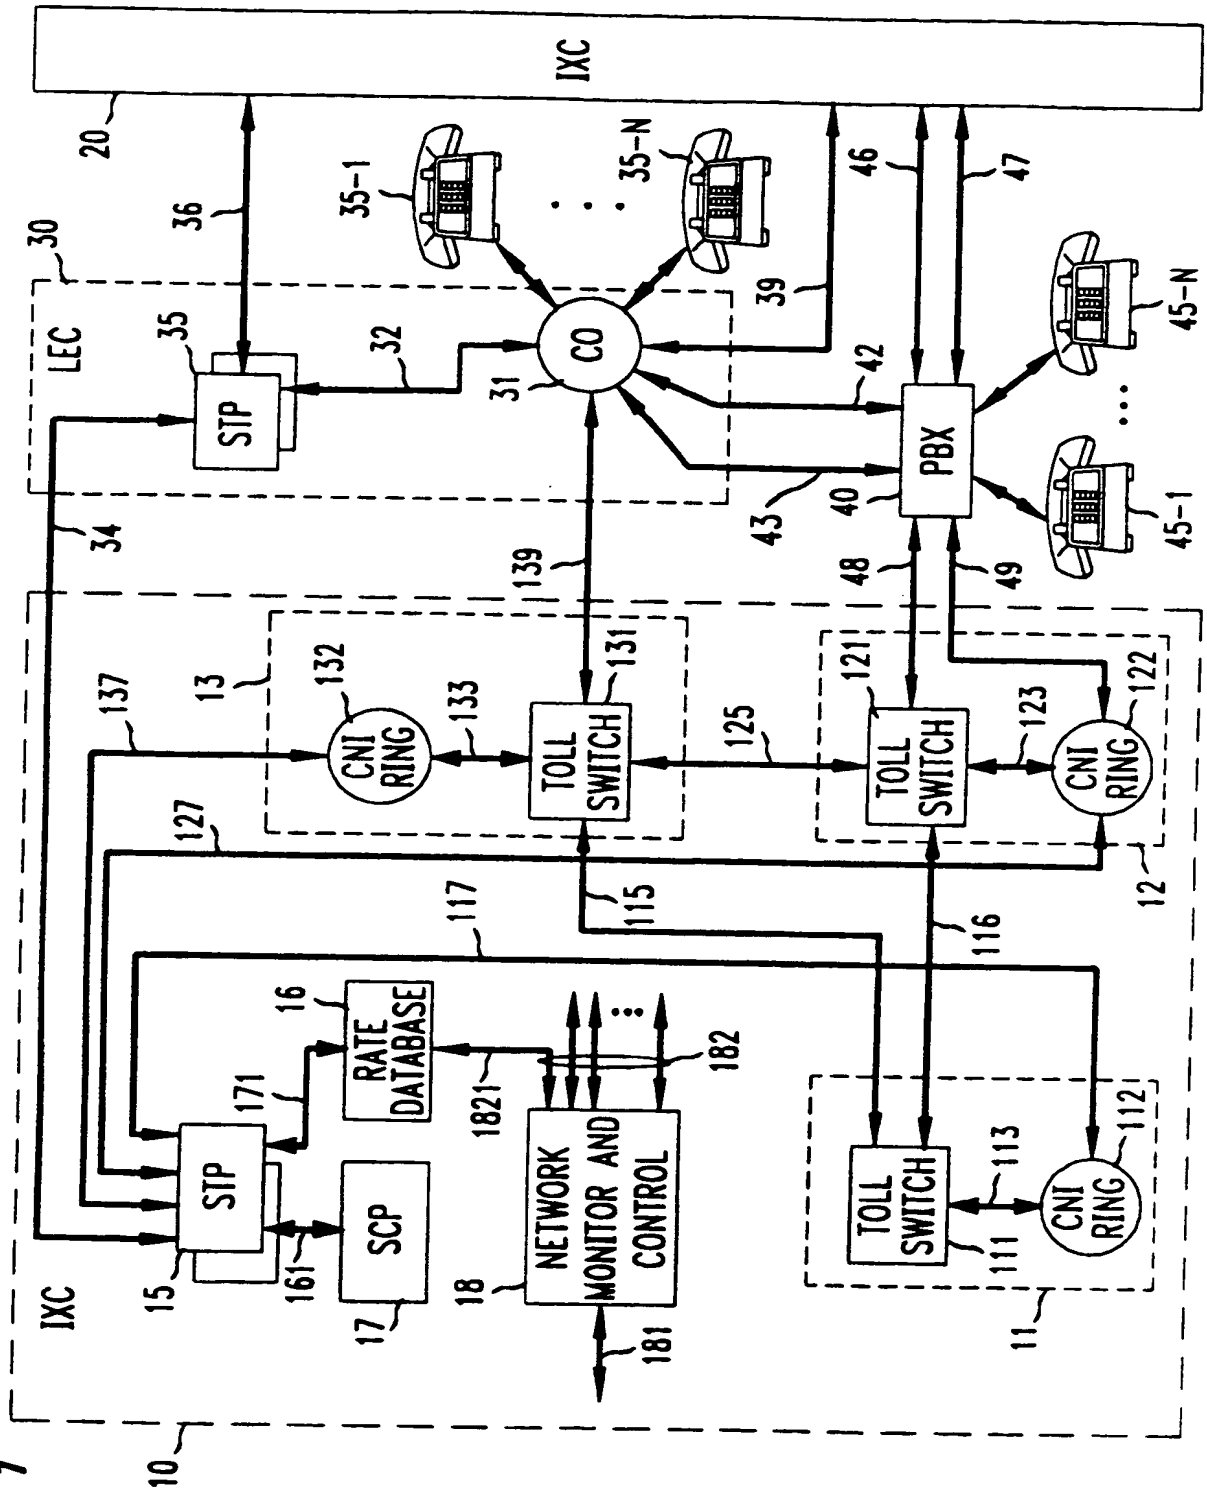 7
10
IXC
15
STP
161
SCP
17
171
16
RATE
DATABASE
1821
182
18
NETWORK
MONITOR AND
CONTROL
181
11
TOLL
SWITCH
111
113
CNI
RING
112
117
115
116
127
137
13
132
CNI
RING
133
TOLL
SWITCH
131
125
12
121
TOLL
SWITCH
123
CNI
RING
122
139
34
48
49
LEC
30
35
STP
32
36
CO
31
43
42
39
40
PBX
45-1
45-N
35-1
35-N
46
47
20
IXC